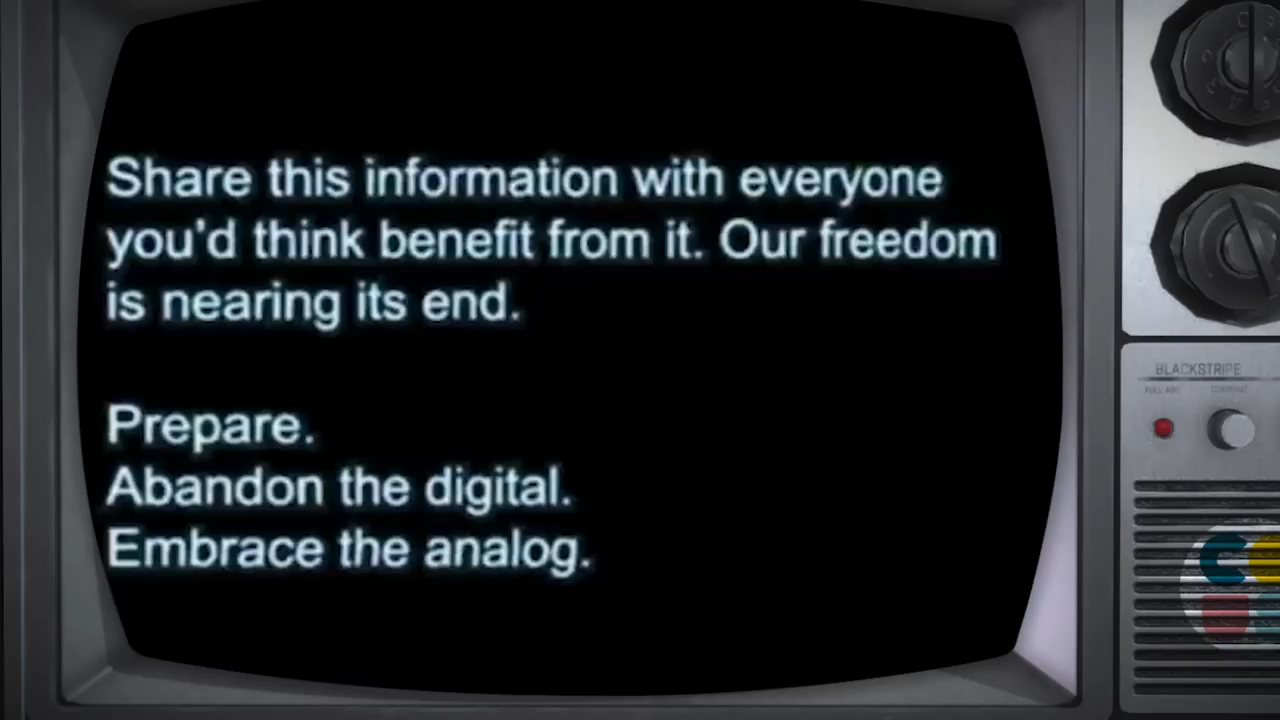 Share this information with everyone
you’d think benefit from it. Our freedom
is nearing its end.
Prepare.
Abandon the digital.
Embrace the analog.
BLACKSTRIPE